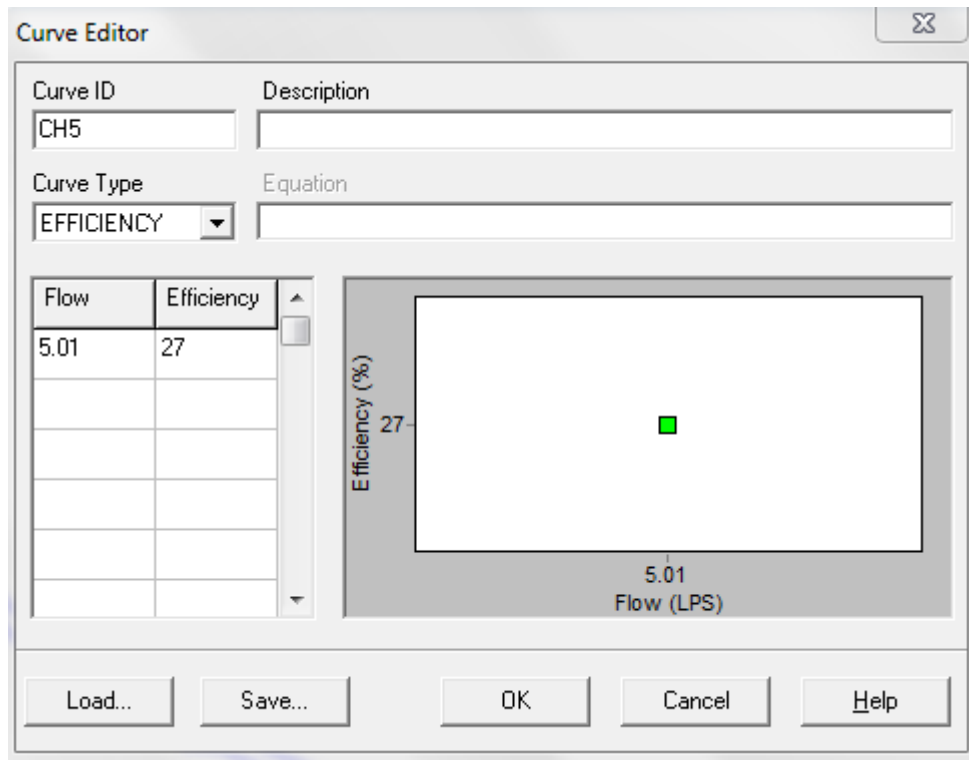 Curve Editor
Curve ID Description
CH5
Curve Type Equation
EFFICIENCY
Flow Efficiency
5.01 27
Efficiency (%)
27
5.01
Flow (LPS)
Load... Save... OK Cancel Help